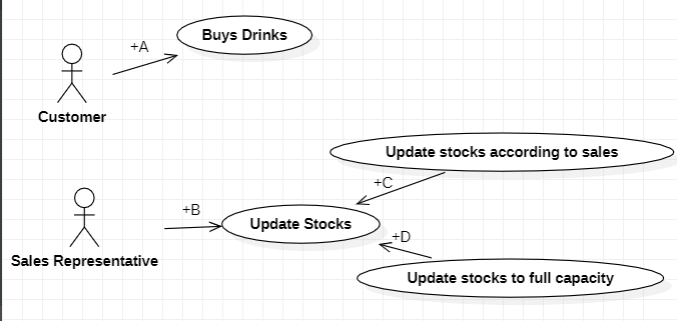 +A
Buys Drinks
Customer
Update stocks according to sales
+C
+B
Update Stocks
+D
Sales Representative
Update stocks to full capacity